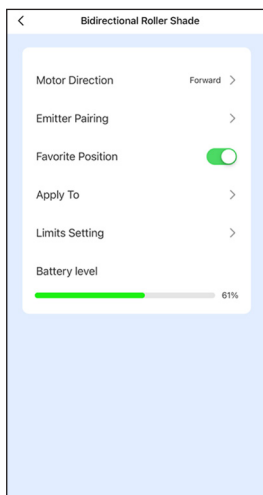 Bidirectional Roller Shade
Motor Direction Forward
Emitter Pairing
Favorite Position
Apply To
Limits Setting
Battery level
61%